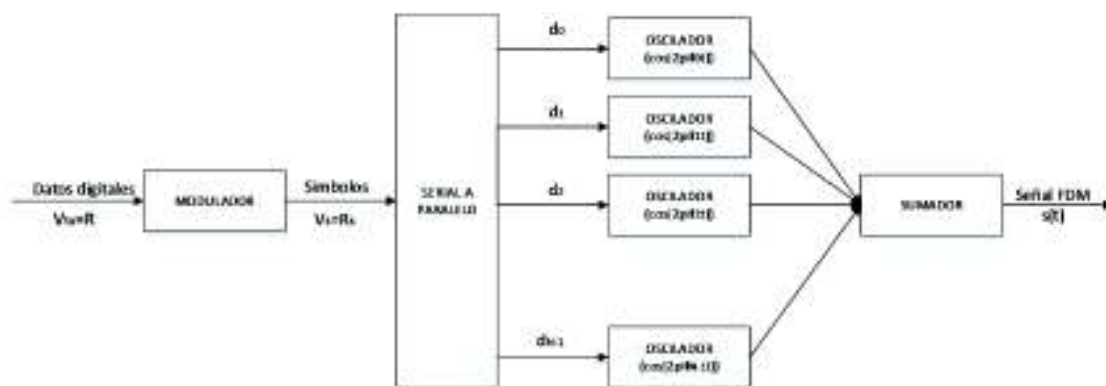 Datos digitales
MODULADOR
Símbolos
SERIAL A
PARALELO
d0
OSCILADOR
d1
OSCILADOR
d2
OSCILADOR
dN-1
OSCILADOR
SUMADOR
Señal FDM
s(t)